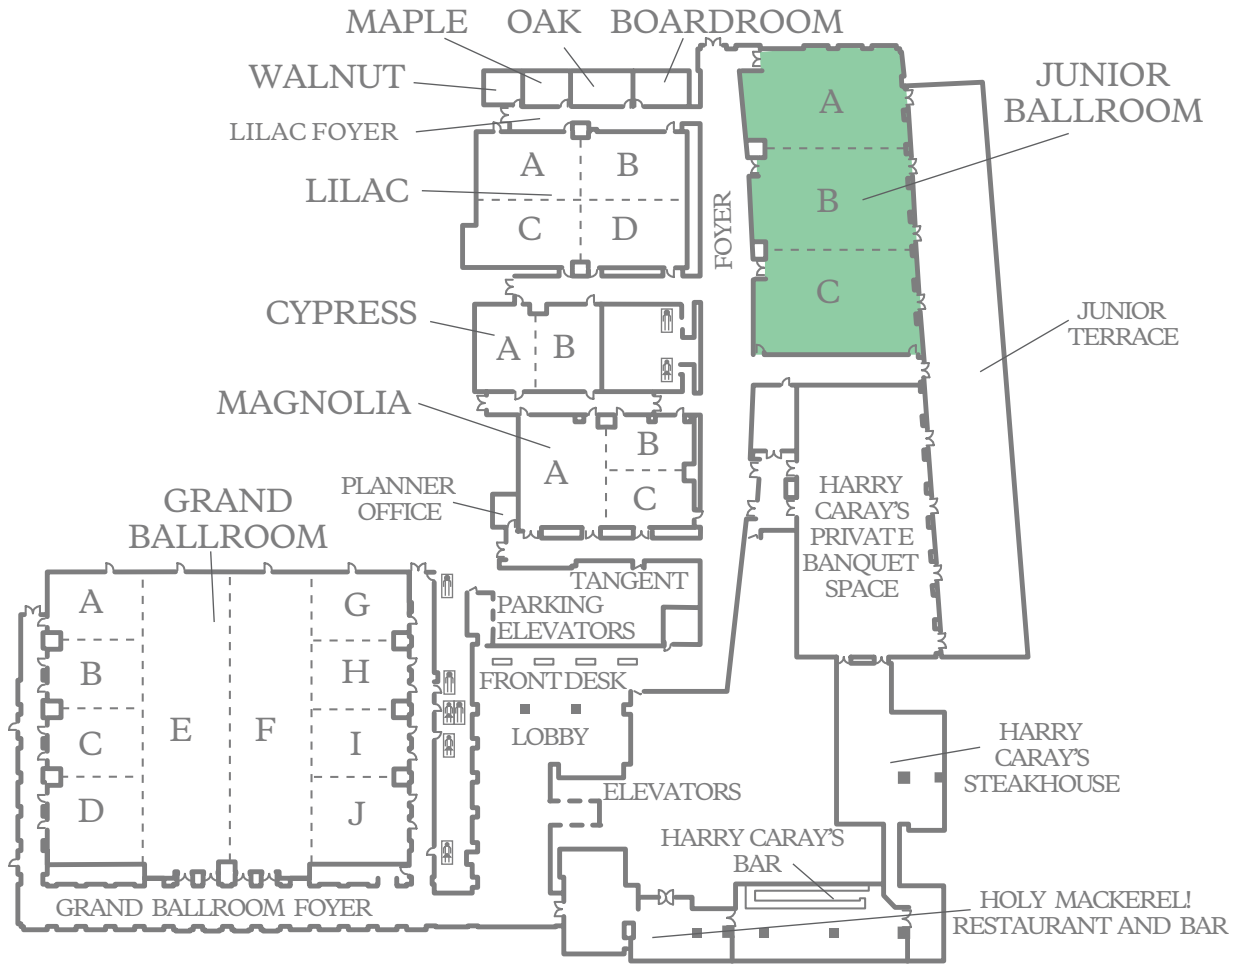 MAPLE OAK BOARDROOM
WALNUT
JUNIOR
BALLROOM
LILAC FOYER
A
A B
LILAC
B
C D
FOYER
C
CYPRESS
A B
JUNIOR
TERRACE
MAGNOLIA
B
A
C
PLANNER
OFFICE
HARRY
CARAY'S
PRIVATE
BANQUET
SPACE
GRAND
BALLROOM
TANGENT
PARKING
ELEVATORS
A G
B H
E F
C I
D J
FRONT DESK
LOBBY
ELEVATORS
HARRY
CARAY'S
STEAKHOUSE
HARRY CARAY'S
BAR
GRAND BALLROOM FOYER
HOLY MACKEREL!
RESTAURANT AND BAR